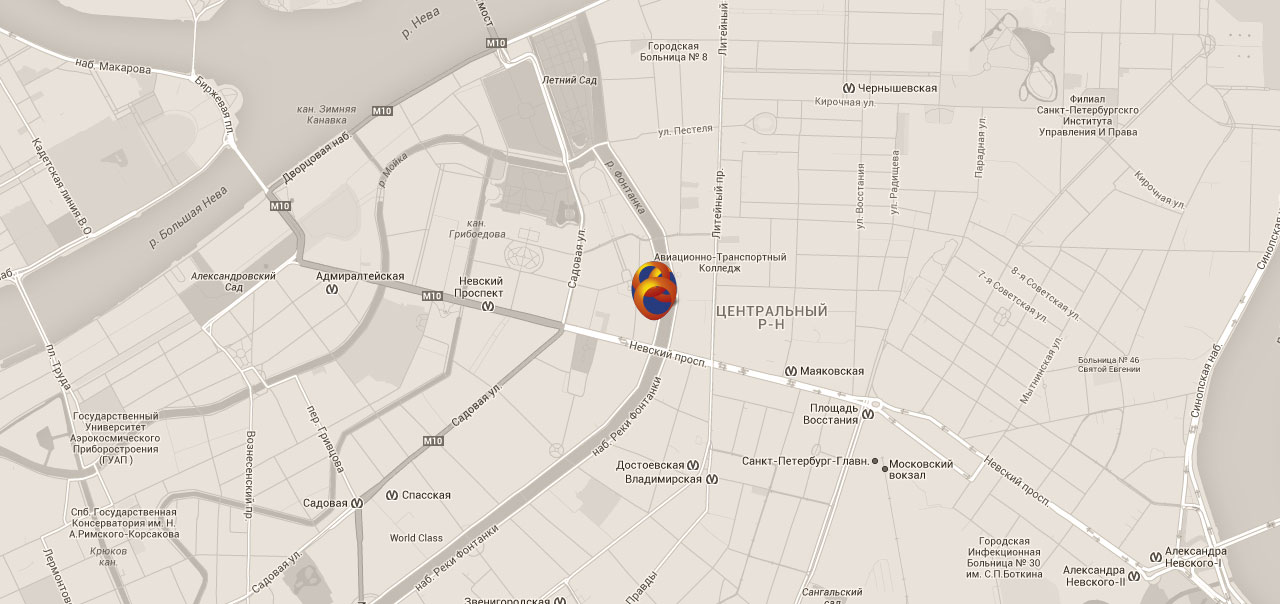 р. Нева
мост
M10
Литейный пр.
Городская
Больница № 8
Летний Сад
наб. Макарова
Биржевая пл.
кан. Зимняя
Канавка
M10
Чернышевская
Кирочная ул.
Филиал
Санкт-Петербургскго
Института
Управления И Права
ул. Пестеля
Кадетская линия В.О.
Дворцовая наб.
р. Мойка
р. Фонтанка
Литейный пр.
ул. Восстания
ул. Радищева
Парадная ул.
Кирочная ул.
р. Большая Нева
M10
кан.
Грибоедова
Садовая ул.
Авиационно-Транспортный
Колледж
Синопская
наб.
Александровский
Сад
Адмиралтейская
M10
Невский
Проспект
ЦЕНТРАЛЬНЫЙ
Р-Н
8-я Советская ул.
7-я Советская ул.
Невский просп.
пл. Труда
Маяковская
Мытнинская ул.
Больница № 46
Святой Евгении
Синопская наб.
Садовая ул.
наб. Реки Фонтанки
Площадь
Восстания
Государственный
Университет
Аэрокосмического
Приборостроения
(ГУАП )
пер. Гривцова
Вознесенский пр.
M10
Достоевская
Владимирская
Санкт-Петербург-Главн.
Московский
вокзал
Невский просп.
Садовая
Спасская
Спб. Государственная
Консерватория им. Н.
А.Римского-Корсакова
Крюков
кан.
World Class
наб. Реки Фонтанки
Садовая ул.
Лермонтовс
Звенигородская
Правды
Сангальский
сад
Городская
Инфекционная
Больница № 30
им. С.П.Боткина
Александра
Невского-I
Александра
Невского-II